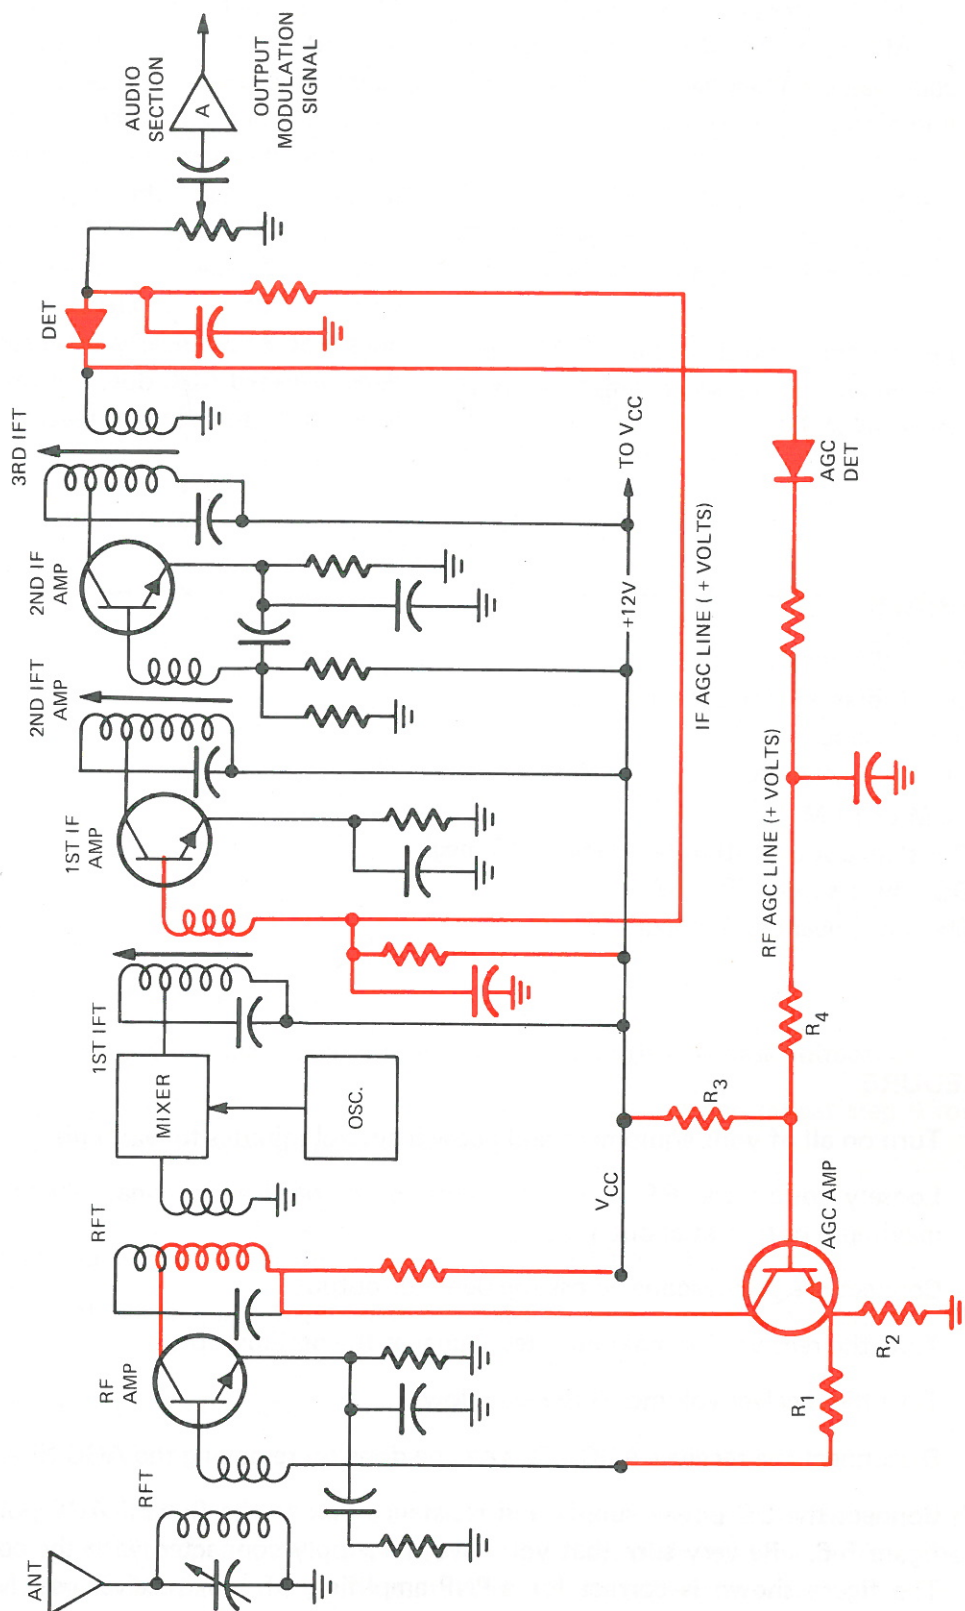 ANT
RFT
RF
AMP
RFT
MIXER
OSC.
1ST IFT
1ST IF
AMP
2ND IFT
AMP
2ND IF
AMP
3RD IFT
DET
AUDIO
SECTION
A
OUTPUT
MODULATION
SIGNAL
VCC
+12V
TO VCC
IF AGC LINE ( + VOLTS)
RF AGC LINE (+ VOLTS)
AGC
DET
R3
R4
AGC AMP
R1
R2